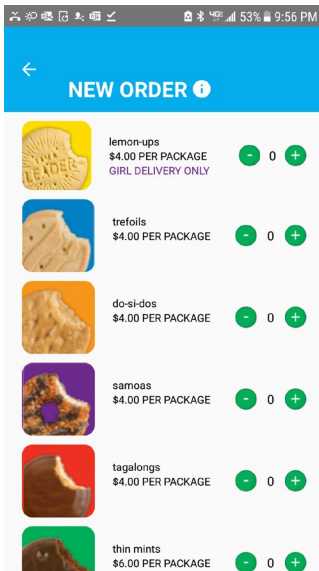 4GE 53% 9:56 PM
NEW ORDER i
LEADER
lemon-ups
$4.00 PER PACKAGE
GIRL DELIVERY ONLY
- 0 +
trefoils
$4.00 PER PACKAGE
- 0 +
do-si-dos
$4.00 PER PACKAGE
- 0 +
samoas
$4.00 PER PACKAGE
- 0 +
tagalongs
$4.00 PER PACKAGE
- 0 +
thin mints
$6.00 PER PACKAGE
- 0 +